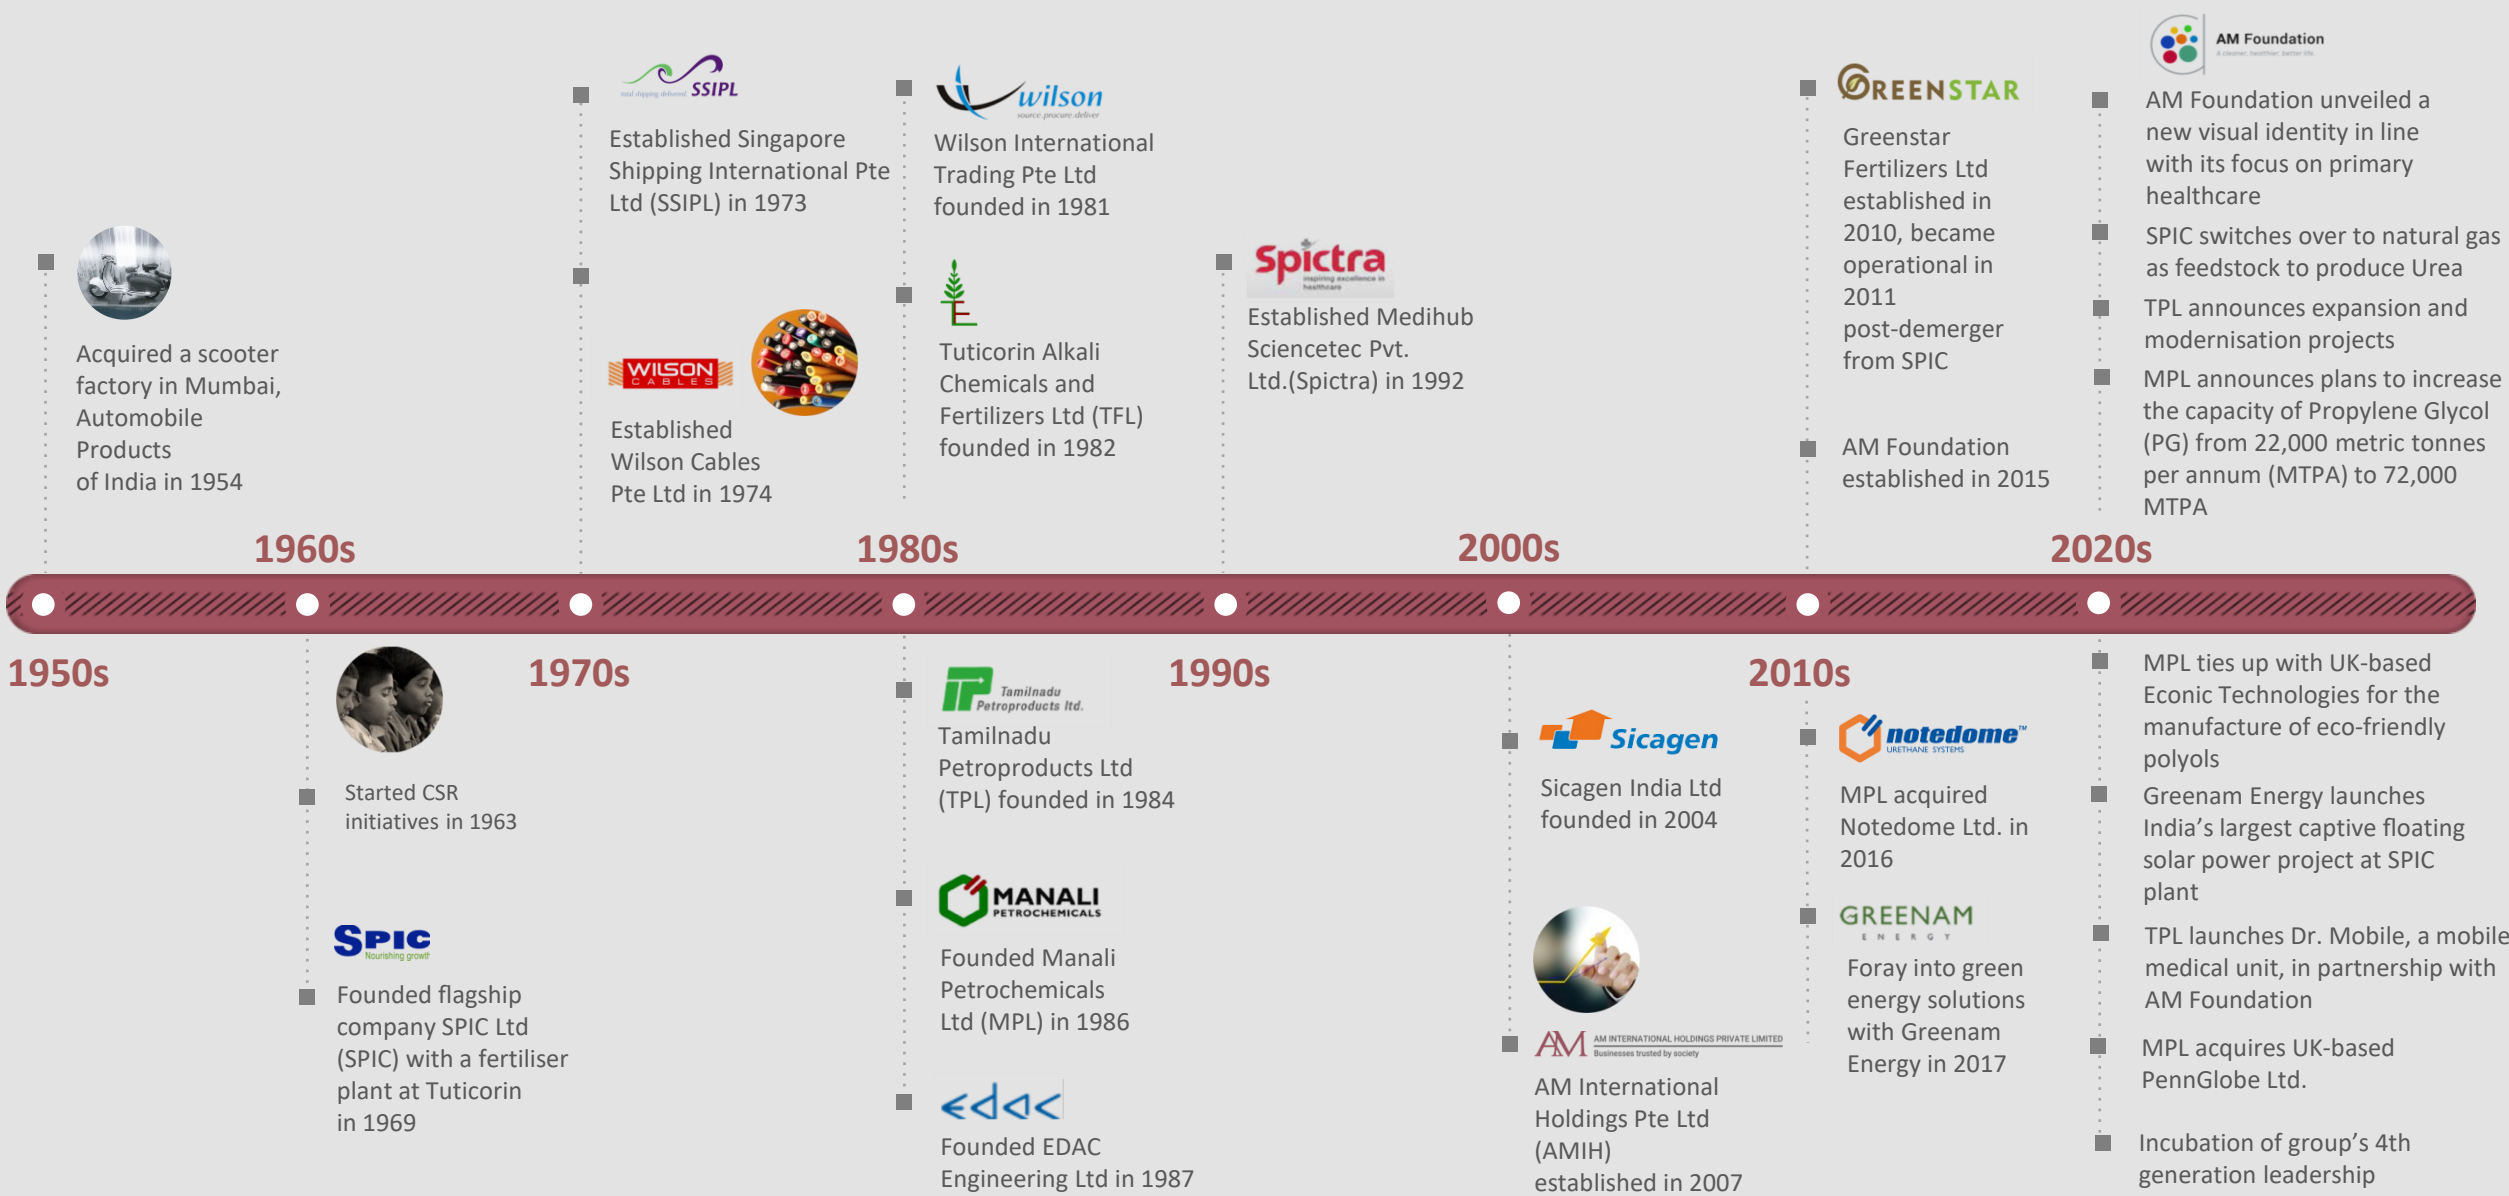 1950s
Acquired a scooter
factory in Mumbai,
Automobile
Products
of India in 1954
1960s
Started CSR
initiatives in 1963
SPIC
Nourishing growth
Founded flagship
company SPIC Ltd
(SPIC) with a fertiliser
plant at Tuticorin
in 1969
1970s
total shipping. delivered. SSIPL
Established Singapore
Shipping International Pte
Ltd (SSIPL) in 1973
WILSON
CABLES
Established
Wilson Cables
Pte Ltd in 1974
1980s
wilson
source.procure.deliver
Wilson International
Trading Pte Ltd
founded in 1981
Tuticorin Alkali
Chemicals and
Fertilizers Ltd (TFL)
founded in 1982
Tamilnadu
Petroproducts ltd.
Tamilnadu
Petroproducts Ltd
(TPL) founded in 1984
MANALI
PETROCHEMICALS
Founded Manali
Petrochemicals
Ltd (MPL) in 1986
edac
Founded EDAC
Engineering Ltd in 1987
1990s
Spictra
inspiring excellence in
healthcare
Established Medihub
Sciencetec Pvt.
Ltd.(Spictra) in 1992
2000s
Sicagen
Sicagen India Ltd
founded in 2004
AM AM INTERNATIONAL HOLDINGS PRIVATE LIMITED
Businesses trusted by society
AM International
Holdings Pte Ltd
(AMIH)
established in 2007
2010s
GREENSTAR
Greenstar
Fertilizers Ltd
established in
2010, became
operational in
2011
post-demerger
from SPIC
AM Foundation
established in 2015
notedome™
URETHANE SYSTEMS
MPL acquired
Notedome Ltd. in
2016
GREENAM
ENERGY
Foray into green
energy solutions
with Greenam
Energy in 2017
2020s
AM Foundation
A cleaner, healthier, better life.
AM Foundation unveiled a
new visual identity in line
with its focus on primary
healthcare
SPIC switches over to natural gas
as feedstock to produce Urea
TPL announces expansion and
modernisation projects
MPL announces plans to increase
the capacity of Propylene Glycol
(PG) from 22,000 metric tonnes
per annum (MTPA) to 72,000
MTPA
MPL ties up with UK-based
Econic Technologies for the
manufacture of eco-friendly
polyols
Greenam Energy launches
India’s largest captive floating
solar power project at SPIC
plant
TPL launches Dr. Mobile, a mobile
medical unit, in partnership with
AM Foundation
MPL acquires UK-based
PennGlobe Ltd.
Incubation of group’s 4th
generation leadership